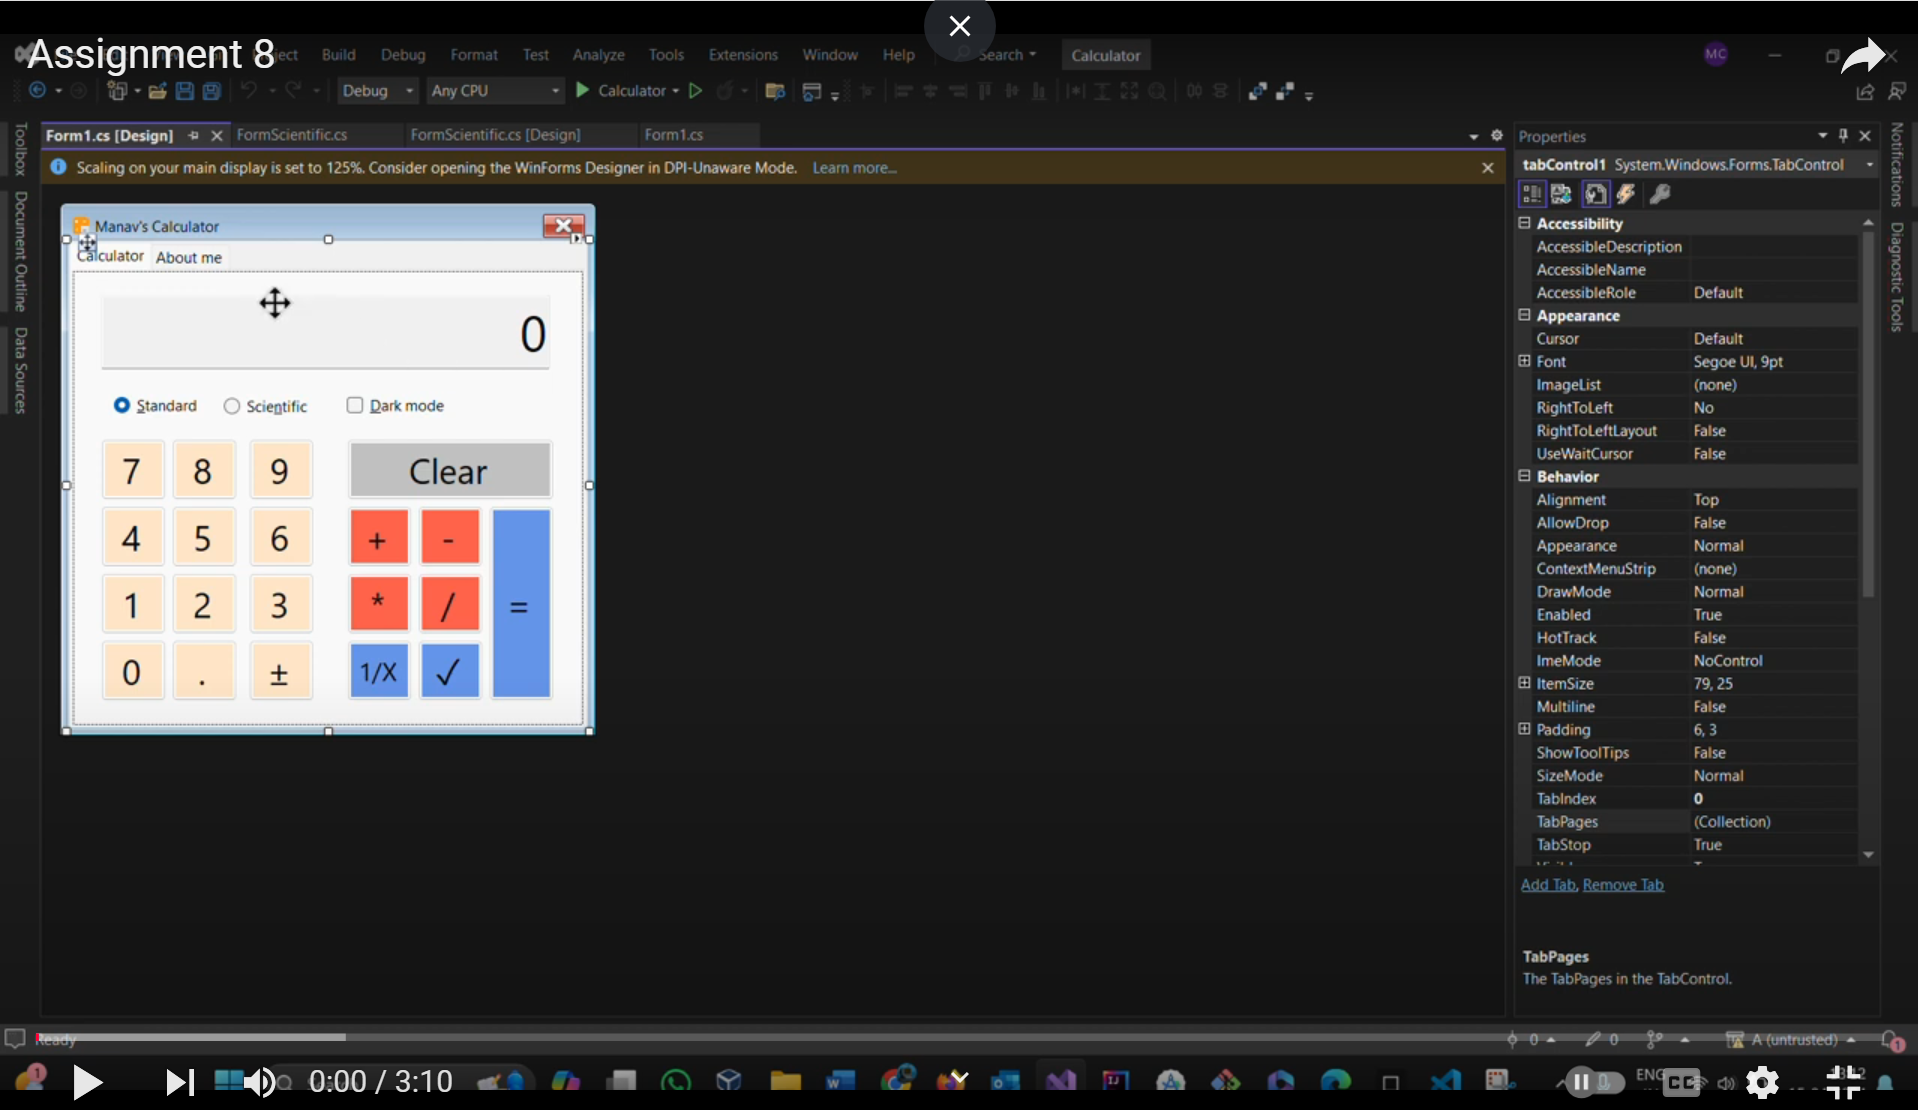 Assignment 8
Build Debug Format Test Analyze Tools Extensions Window Help Search Calculator MC
Debug Any CPU Calculator
Form1.cs [Design] FormScientific.cs FormScientific.cs [Design] Form1.cs
Scaling on your main display is set to 125%. Consider opening the WinForms Designer in DPI-Unaware Mode. Learn more...
Toolbox
Document Outline
Data Sources
Manav's Calculator
Calculator About me
0
Standard Scientific Dark mode
7 8 9 Clear
4 5 6 + -
1 2 3 * / =
0 . ± 1/X ✓
Properties
tabControl1 System.Windows.Forms.TabControl
Accessibility
AccessibleDescription
AccessibleName
AccessibleRole Default
Appearance
Cursor Default
Font Segoe UI, 9pt
ImageList (none)
RightToLeft No
RightToLeftLayout False
UseWaitCursor False
Behavior
Alignment Top
AllowDrop False
Appearance Normal
ContextMenuStrip (none)
DrawMode Normal
Enabled True
HotTrack False
ImeMode NoControl
ItemSize 79, 25
Multiline False
Padding 6, 3
ShowToolTips False
SizeMode Normal
TabIndex 0
TabPages (Collection)
TabStop True
Add Tab, Remove Tab
TabPages
The TabPages in the TabControl.
Notifications
Diagnostic Tools
Ready 0 0 A (untrusted) 1
1 0:00 / 3:10 ENG CC